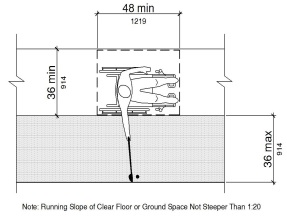 48 min
1219
36 min
914
36 max
914
Note: Running Slope of Clear Floor or Ground Space Not Steeper Than 1:20